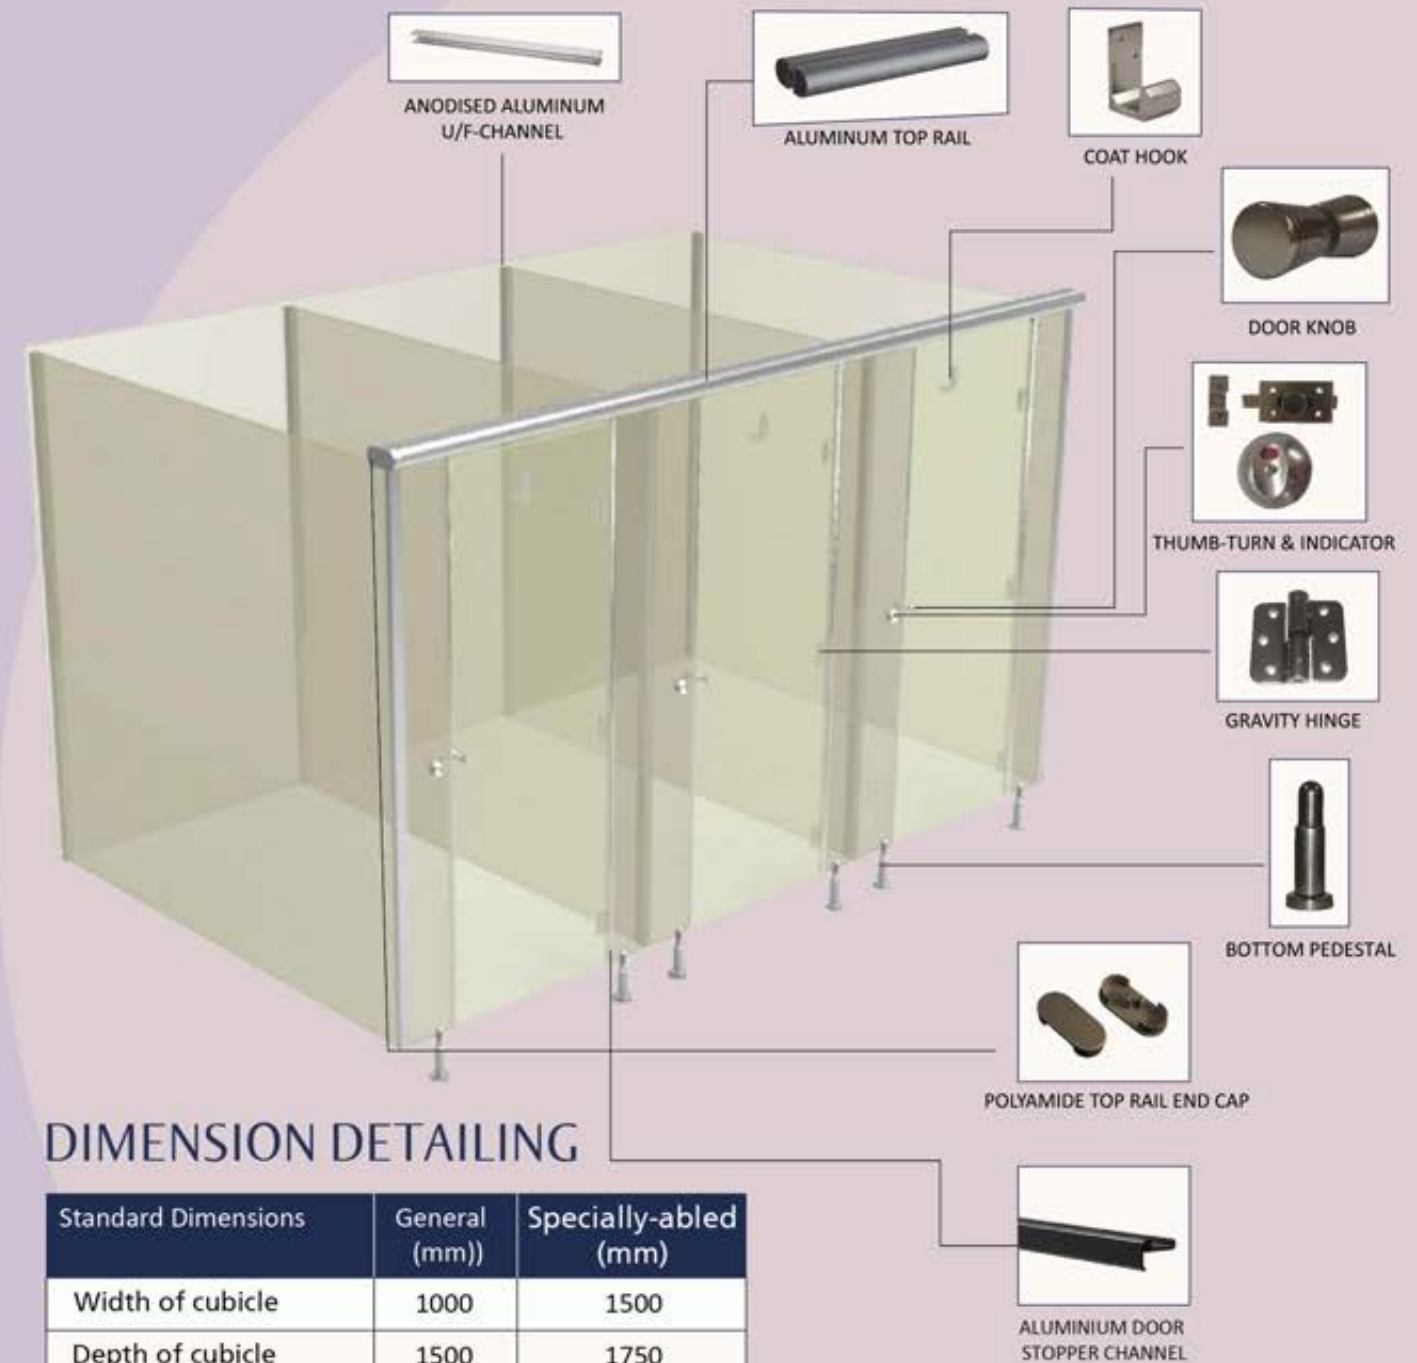 ANODISED ALUMINUM
U/F-CHANNEL
ALUMINUM TOP RAIL
COAT HOOK
DOOR KNOB
THUMB-TURN & INDICATOR
GRAVITY HINGE
BOTTOM PEDESTAL
POLYAMIDE TOP RAIL END CAP
ALUMINIUM DOOR
STOPPER CHANNEL
DIMENSION DETAILING
Standard Dimensions General Specially-abled
(mm)) (mm)
Width of cubicle 1000 1500
Depth of cubicle 1500 1750